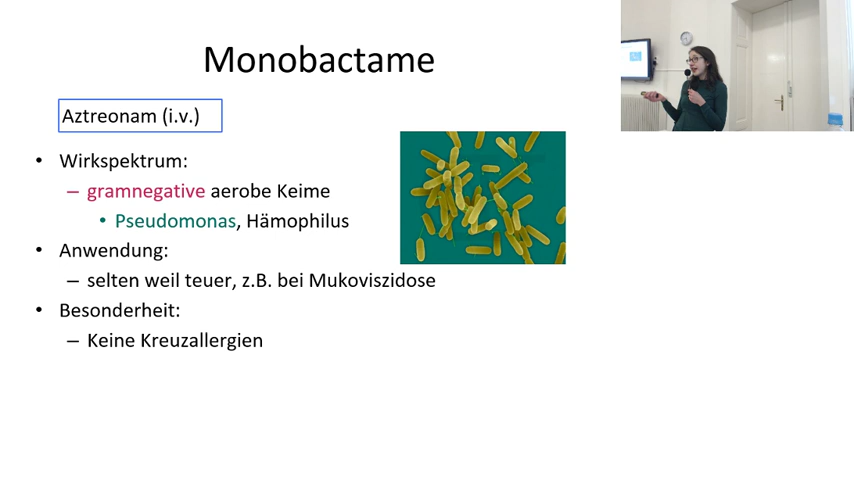 Monobactame
Aztreonam (i.v.)
• Wirkspektrum:
– gramnegative aerobe Keime
• Pseudomonas, Hämophilus
• Anwendung:
– selten weil teuer, z.B. bei Mukoviszidose
• Besonderheit:
– Keine Kreuzallergien